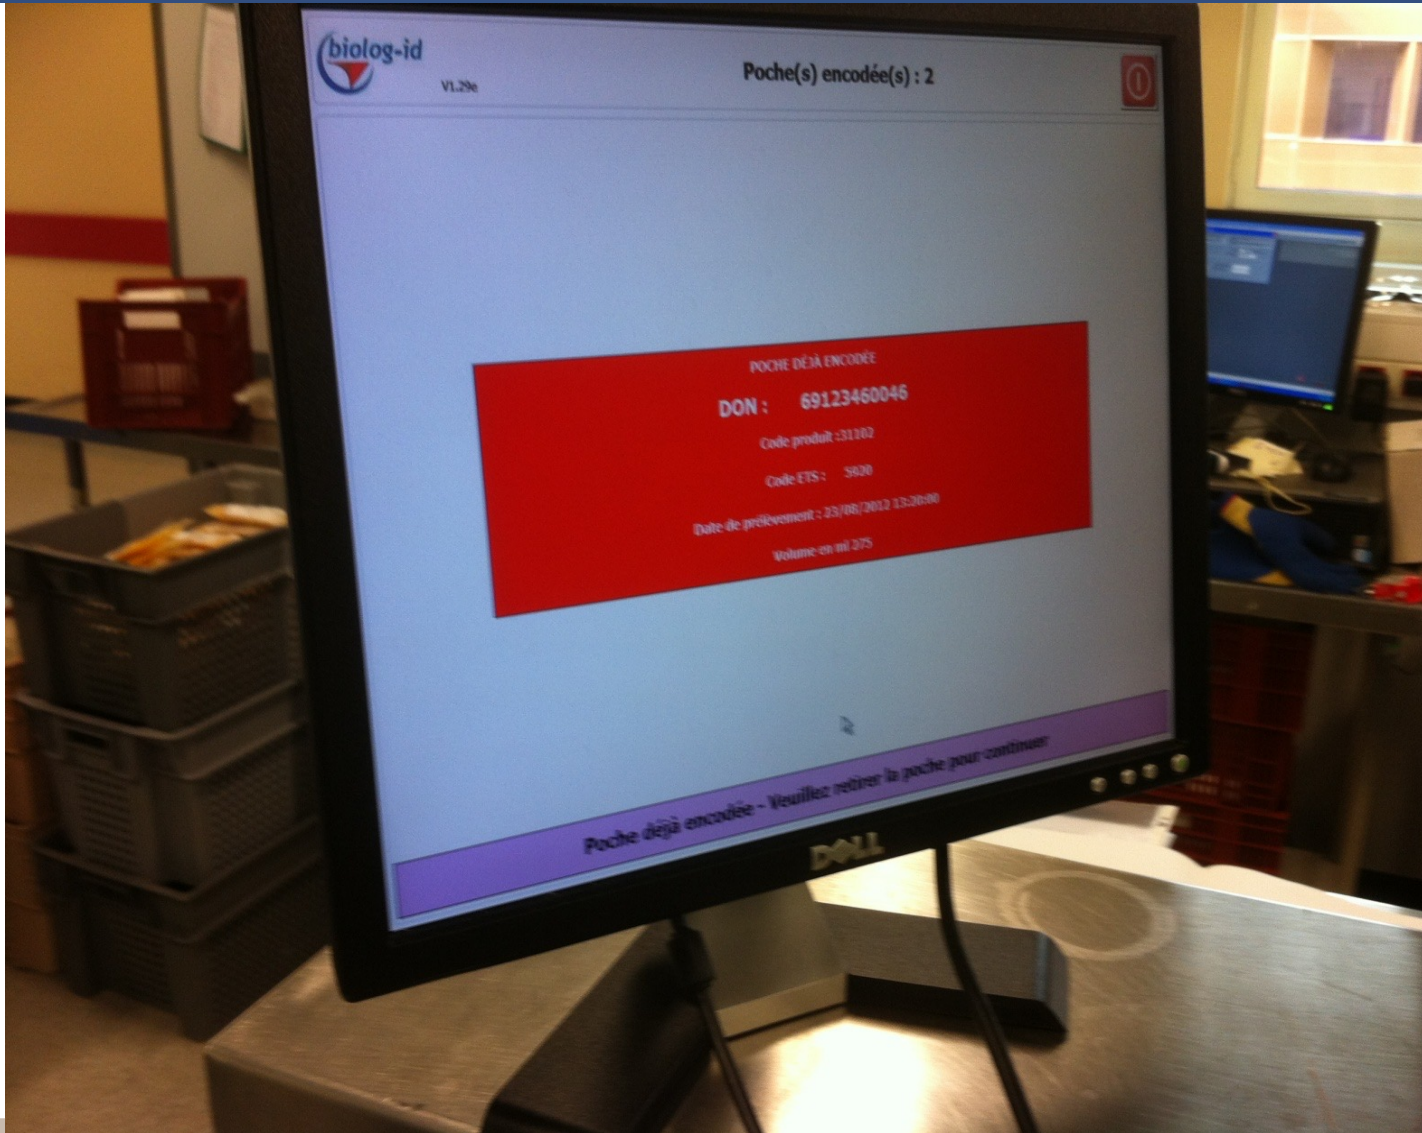 biolog-id
V1.29e
Poche(s) encodée(s) : 2
POCHE DÉJÀ ENCODÉE
DON : 69123460046
Code produit :31102
Code ETS : 5920
Date de prélèvement : 23/08/2012 13:20:00
Volume en ml 275
Poche déjà encodée - Veuillez retirer la poche pour continuer
DELL